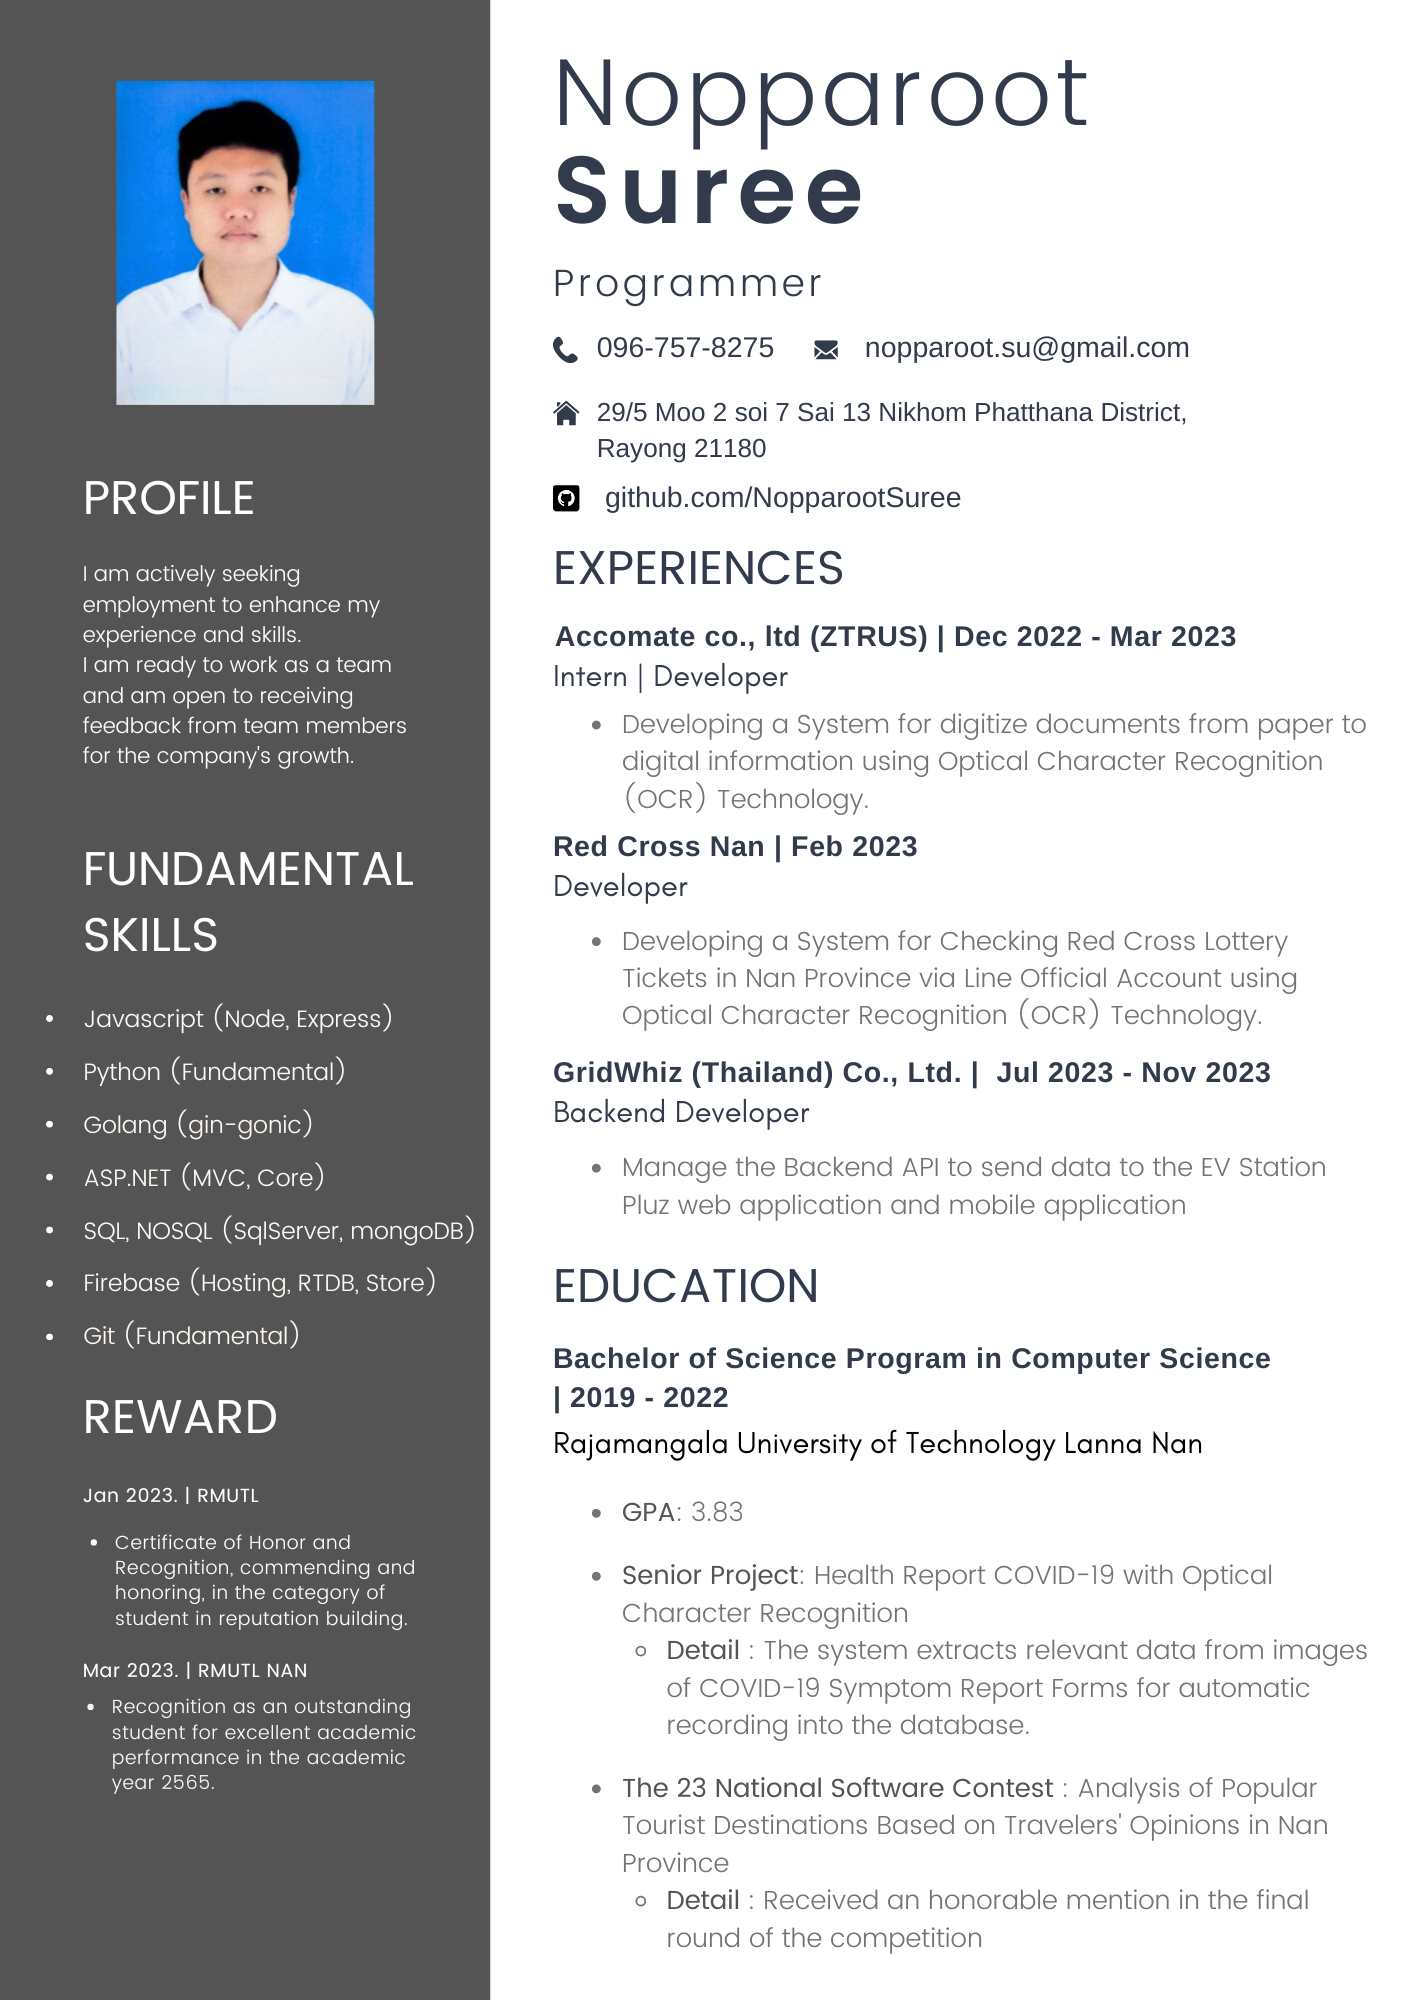 Nopparoot
Suree
Programmer
096-757-8275 nopparoot.su@gmail.com
29/5 Moo 2 soi 7 Sai 13 Nikhom Phatthana District,
Rayong 21180
github.com/NopparootSuree
PROFILE
I am actively seeking
employment to enhance my
experience and skills.
I am ready to work as a team
and am open to receiving
feedback from team members
for the company's growth.
FUNDAMENTAL
SKILLS
• Javascript (Node, Express)
• Python (Fundamental)
• Golang (gin-gonic)
• ASP.NET (MVC, Core)
• SQL, NOSQL (SqlServer, mongoDB)
• Firebase (Hosting, RTDB, Store)
• Git (Fundamental)
REWARD
Jan 2023. | RMUTL
• Certificate of Honor and
Recognition, commending and
honoring, in the category of
student in reputation building.
Mar 2023. | RMUTL NAN
• Recognition as an outstanding
student for excellent academic
performance in the academic
year 2565.
EXPERIENCES
Accomate co., ltd (ZTRUS) | Dec 2022 - Mar 2023
Intern | Developer
• Developing a System for digitize documents from paper to
digital information using Optical Character Recognition
(OCR) Technology.
Red Cross Nan | Feb 2023
Developer
• Developing a System for Checking Red Cross Lottery
Tickets in Nan Province via Line Official Account using
Optical Character Recognition (OCR) Technology.
GridWhiz (Thailand) Co., Ltd. | Jul 2023 - Nov 2023
Backend Developer
• Manage the Backend API to send data to the EV Station
Pluz web application and mobile application
EDUCATION
Bachelor of Science Program in Computer Science
| 2019 - 2022
Rajamangala University of Technology Lanna Nan
• GPA: 3.83
• Senior Project: Health Report COVID-19 with Optical
Character Recognition
◦ Detail : The system extracts relevant data from images
of COVID-19 Symptom Report Forms for automatic
recording into the database.
• The 23 National Software Contest : Analysis of Popular
Tourist Destinations Based on Travelers' Opinions in Nan
Province
◦ Detail : Received an honorable mention in the final
round of the competition